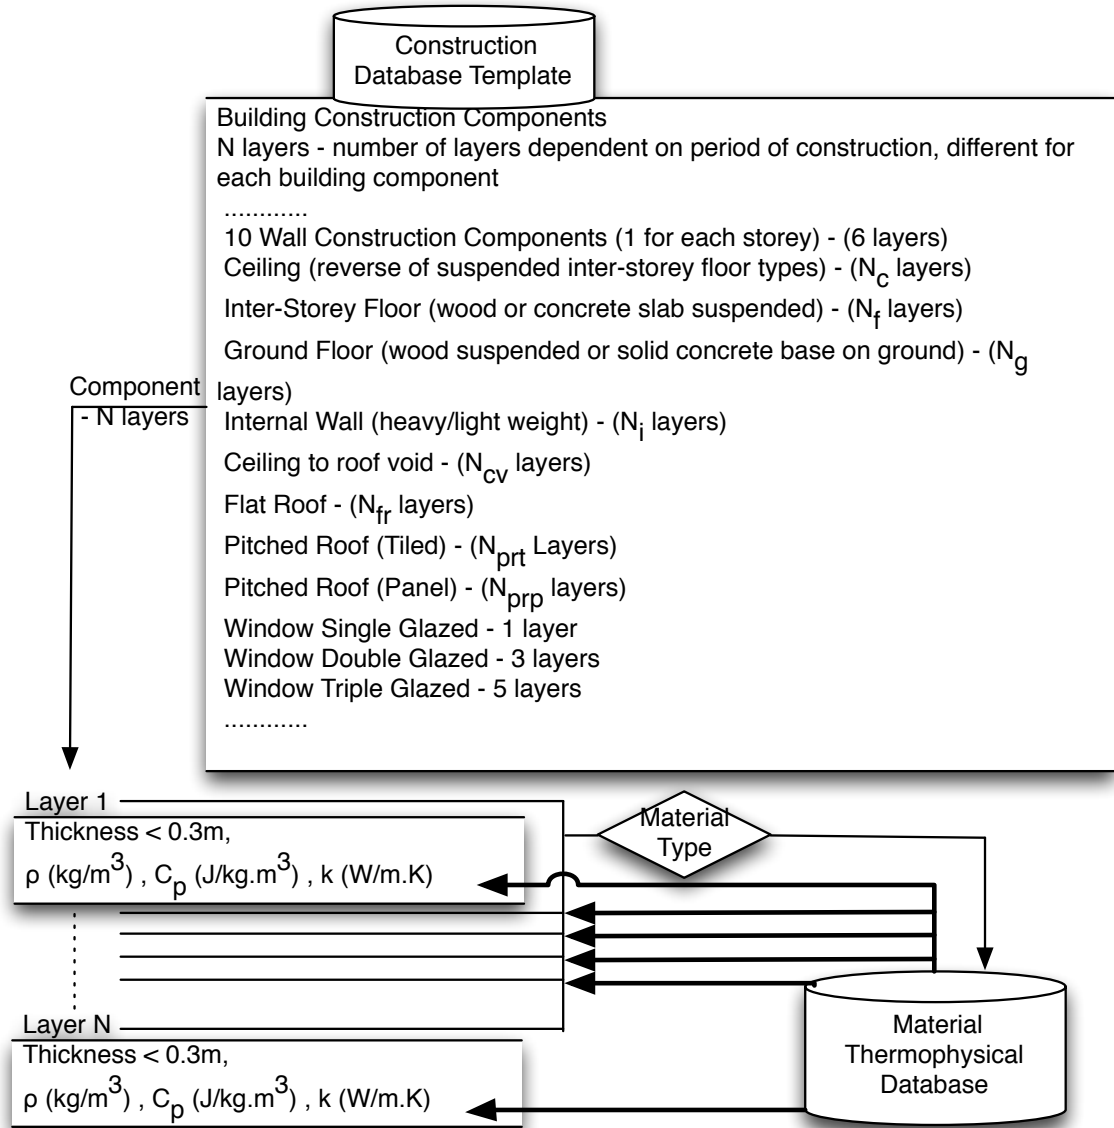 Construction
Database Template
Building Construction Components
N layers - number of layers dependent on period of construction, different for
each building component
............
10 Wall Construction Components (1 for each storey) - (6 layers)
Ceiling (reverse of suspended inter-storey floor types) - (Nc layers)
Inter-Storey Floor (wood or concrete slab suspended) - (Nf layers)
Ground Floor (wood suspended or solid concrete base on ground) - (Ng
layers)
Internal Wall (heavy/light weight) - (Ni layers)
Ceiling to roof void - (Ncv layers)
Flat Roof - (Nfr layers)
Pitched Roof (Tiled) - (Nprt Layers)
Pitched Roof (Panel) - (Nprp layers)
Window Single Glazed - 1 layer
Window Double Glazed - 3 layers
Window Triple Glazed - 5 layers
............
Component
- N layers
Layer 1
Thickness < 0.3m,
ρ (kg/m³) , Cp (J/kg.m³) , k (W/m.K)
Material
Type
Layer N
Thickness < 0.3m,
ρ (kg/m³) , Cp (J/kg.m³) , k (W/m.K)
Material
Thermophysical
Database